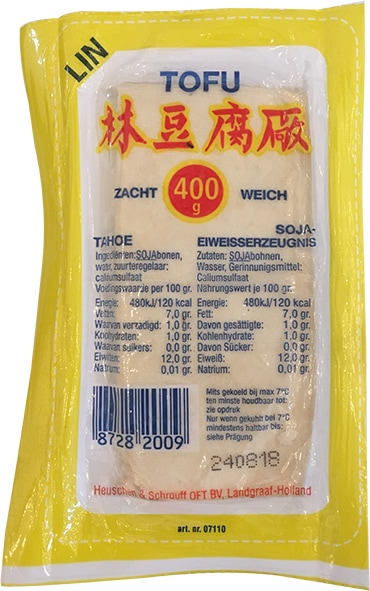 LIN
TOFU
林豆腐廠
ZACHT 400 g WEICH
TAHOE
Ingrediënten: SOJAbonen,
water, zuurteregelaar:
calciumsulfaat
Voedingswaarde per 100 gr.
Energie: 480kJ/120 kcal
Vetten: 7,0 gr.
Waarvan verzadigd: 1,0 gr.
Koolhydraten: 1,0 gr.
Waarvan suikers: 0,0 gr.
Eiwitten: 12,0 gr.
Natrium: 0,01 gr.
SOJA-
EIWEISSERZEUGNIS
Zutaten: SOJAbohnen,
Wasser, Gerinnungsmittel:
calciumsulfaat
Nährungswert je 100 gr.
Energie: 480kJ/120 kcal
Fett: 7,0 gr.
Davon gesättigte: 1,0 gr.
Kohlenhydrate: 1,0 gr.
Davon Sücker: 0,0 gr.
Eiweiß: 12,0 gr.
Natrium: 0,01 gr.
8728 2009
Mits gekoeld bij max 7°C
ten minste houdbaar tot:
zie opdruk
Nur wenn gekuhlt bei 7°C
mindestens haltbar bis:
siehe Prägung
240818
Heuschen & Schrouff OFT BV, Landgraaf-Holland
art. nr. 07110